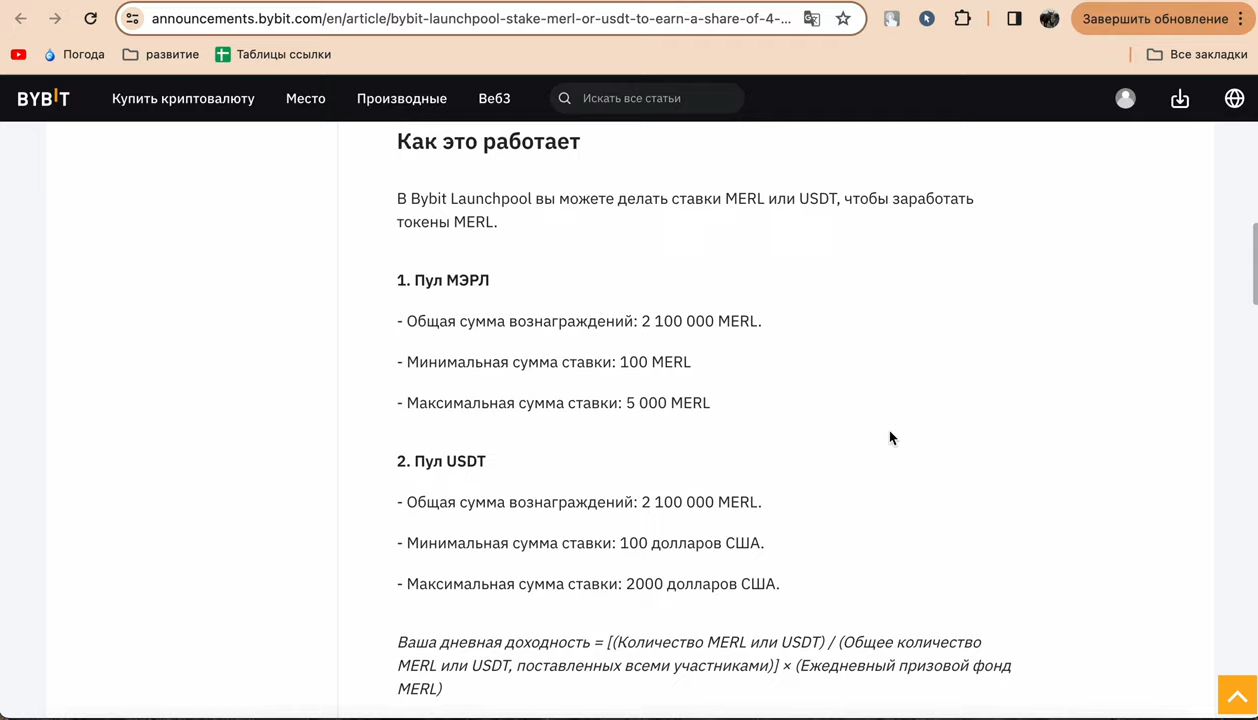 announcements.bybit.com/en/article/bybit-launchpool-stake-merl-or-usdt-to-earn-a-share-of-4-...
Завершить обновление
Погода
развитие
Таблицы ссылки
Все закладки
BYBIT
Купить криптовалюту
Место
Производные
Веб3
Искать все статьи
Как это работает
В Bybit Launchpool вы можете делать ставки MERL или USDT, чтобы заработать
токены MERL.
1. Пул МЭРЛ
- Общая сумма вознаграждений: 2 100 000 MERL.
- Минимальная сумма ставки: 100 MERL
- Максимальная сумма ставки: 5 000 MERL
2. Пул USDT
- Общая сумма вознаграждений: 2 100 000 MERL.
- Минимальная сумма ставки: 100 долларов США.
- Максимальная сумма ставки: 2000 долларов США.
Ваша дневная доходность = [(Количество MERL или USDT) / (Общее количество
MERL или USDT, поставленных всеми участниками)] × (Ежедневный призовой фонд
MERL)